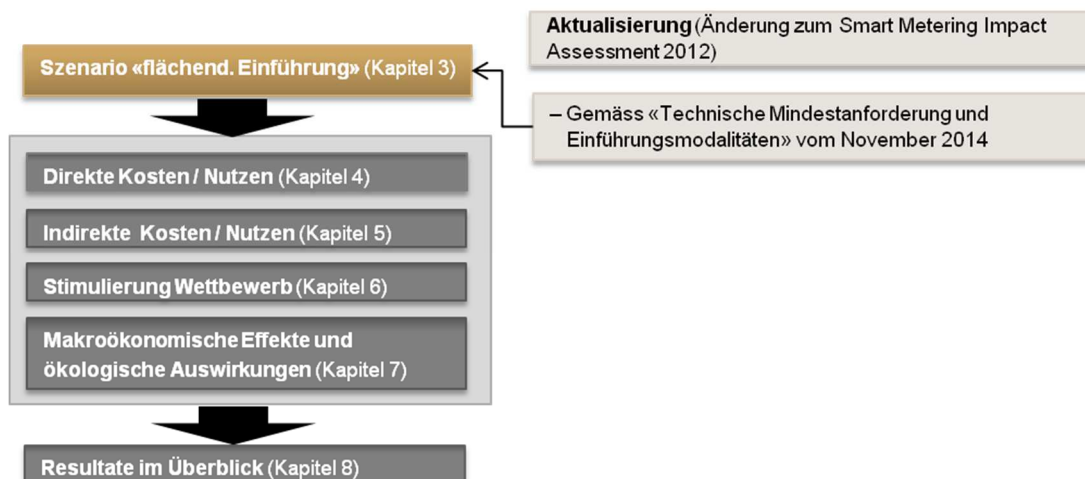 Aktualisierung (Änderung zum Smart Metering Impact
Assessment 2012)
Szenario «flächend. Einführung» (Kapitel 3)
– Gemäss «Technische Mindestanforderung und
Einführungsmodalitäten» vom November 2014
Direkte Kosten / Nutzen (Kapitel 4)
Indirekte Kosten / Nutzen (Kapitel 5)
Stimulierung Wettbewerb (Kapitel 6)
Makroökonomische Effekte und
ökologische Auswirkungen (Kapitel 7)
Resultate im Überblick (Kapitel 8)